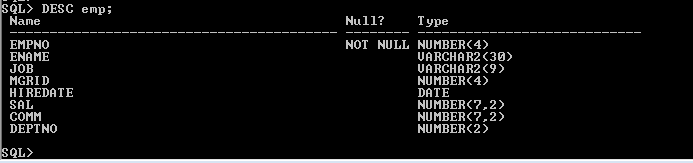 SQL> DESC emp;
Name Null? Type
----------------------------------------- -------- ----------------------------
EMPNO NOT NULL NUMBER(4)
ENAME VARCHAR2(30)
JOB VARCHAR2(9)
MGRID NUMBER(4)
HIREDATE DATE
SAL NUMBER(7,2)
COMM NUMBER(7,2)
DEPTNO NUMBER(2)
SQL>